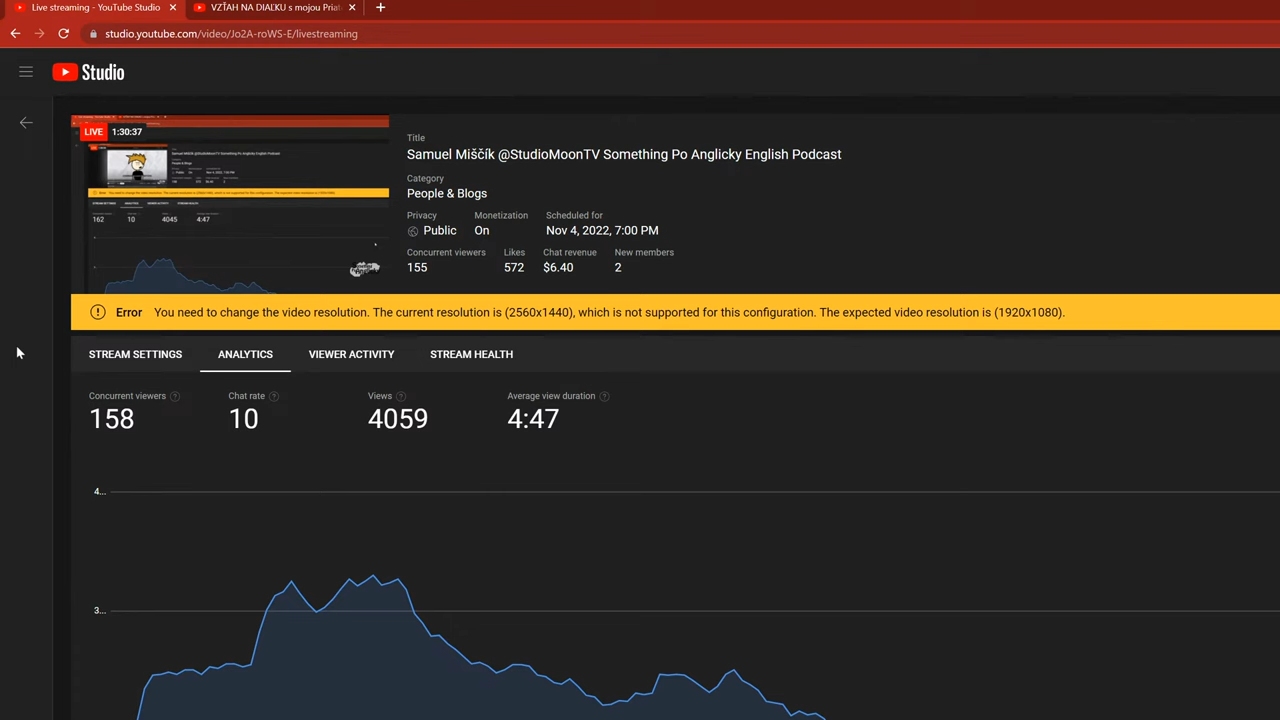 Live streaming - YouTube Studio
VZŤAH NA DIAĽKU s mojou Priat
studio.youtube.com/video/Jo2A-roWS-E/livestreaming
Studio
LIVE 1:30:37
Title
Samuel Miščík @StudioMoonTV Something Po Anglicky English Podcast
Category
People & Blogs
Privacy Monetization Scheduled for
Public On Nov 4, 2022, 7:00 PM
Concurrent viewers Likes Chat revenue New members
155 572 $6.40 2
162 10 4045 4:47
Error You need to change the video resolution. The current resolution is (2560x1440), which is not supported for this configuration. The expected video resolution is (1920x1080).
STREAM SETTINGS ANALYTICS VIEWER ACTIVITY STREAM HEALTH
Concurrent viewers Chat rate Views Average view duration
158 10 4059 4:47
4...
3...